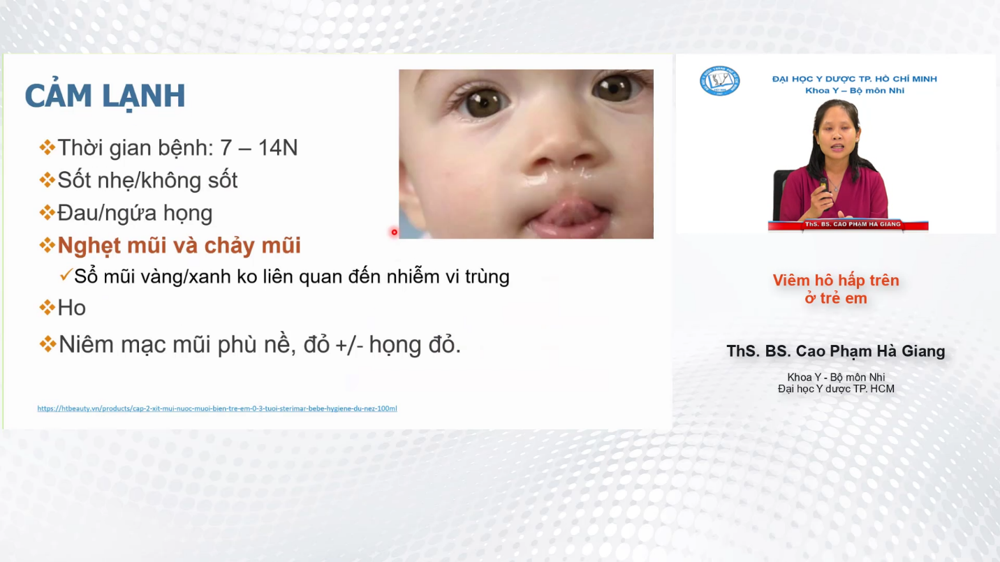 CẢM LẠNH
❖Thời gian bệnh: 7 – 14N
❖Sốt nhẹ/không sốt
❖Đau/ngứa họng
❖Nghẹt mũi và chảy mũi
✓Sổ mũi vàng/xanh ko liên quan đến nhiễm vi trùng
❖Ho
❖Niêm mạc mũi phù nề, đỏ +/- họng đỏ.
https://htbeauty.vn/products/cap-2-xit-mui-nuoc-muoi-bien-tre-em-0-3-tuoi-sterimar-bebe-hygiene-du-nez-100ml
ĐẠI HỌC Y DƯỢC TP. HỒ CHÍ MINH
Khoa Y – Bộ môn Nhi
ThS. BS. CAO PHẠM HÀ GIANG
Viêm hô hấp trên
ở trẻ em
ThS. BS. Cao Phạm Hà Giang
Khoa Y - Bộ môn Nhi
Đại học Y dược TP. HCM